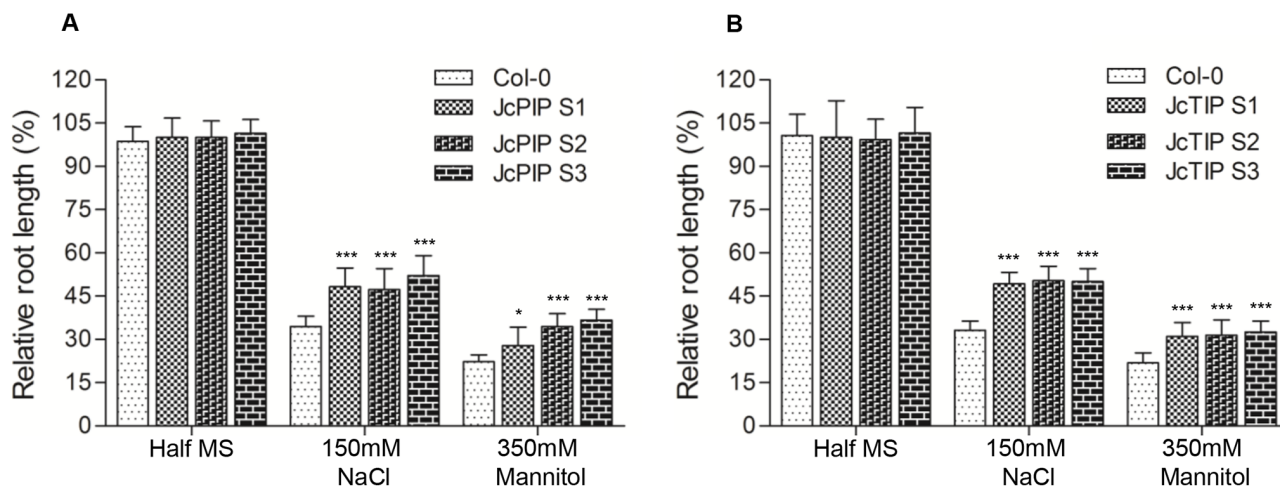 A
Relative root length (%)
120
105
90
75
60
45
30
15
0
Col-0
JcPIP S1
JcPIP S2
JcPIP S3
***
***
***
*
***
***
Half MS
150mM
NaCl
350mM
Mannitol
B
Relative root length (%)
120
105
90
75
60
45
30
15
0
Col-0
JcTIP S1
JcTIP S2
JcTIP S3
***
***
***
***
***
***
Half MS
150mM
NaCl
350mM
Mannitol